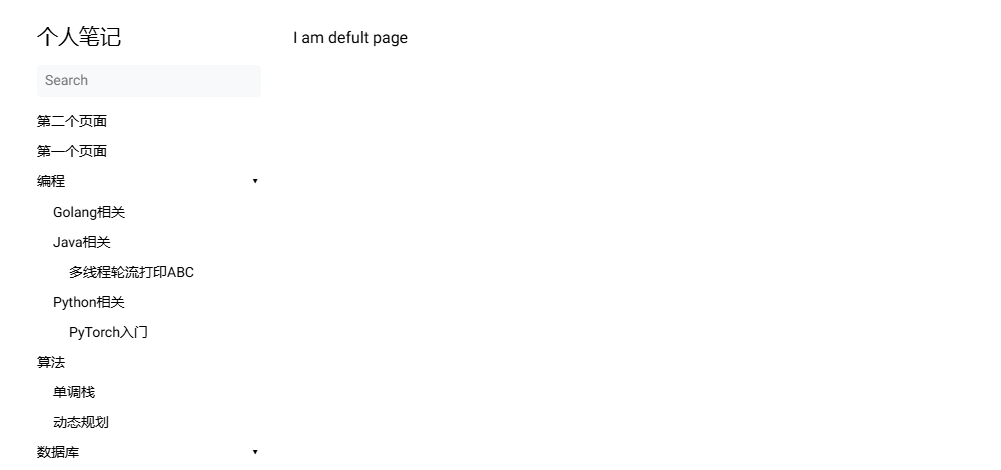 个人笔记
Search
第二个页面
第一个页面
编程
Golang相关
Java相关
多线程轮流打印ABC
Python相关
PyTorch入门
算法
单调栈
动态规划
数据库
I am defult page